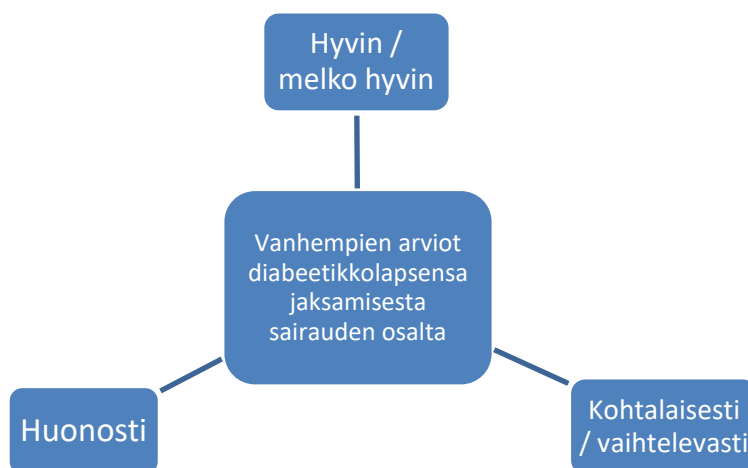 Hyvin /
melko hyvin
Vanhempien arviot
diabeetikkolapsensa
jaksamisesta
sairauden osalta
Huonosti
Kohtalaisesti
/ vaihtelevasti